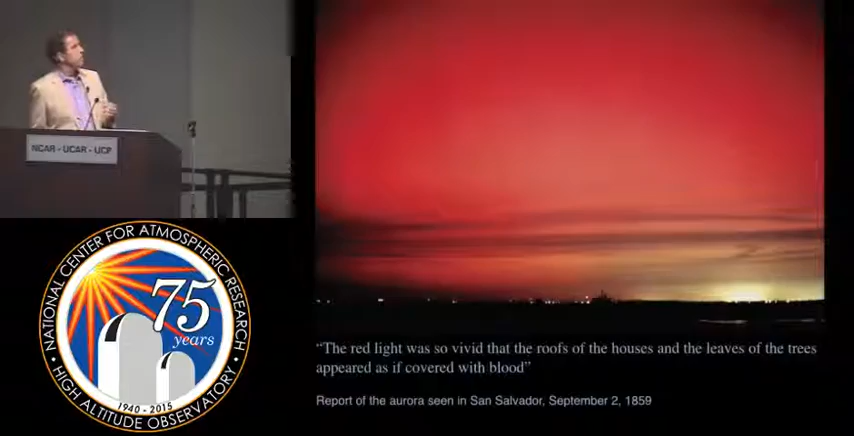 NCAR - UCAR - UCP
NATIONAL CENTER FOR ATMOSPHERIC RESEARCH
75
years
1940 - 2015
HIGH ALTITUDE OBSERVATORY
“The red light was so vivid that the roofs of the houses and the leaves of the trees
appeared as if covered with blood”
Report of the aurora seen in San Salvador, September 2, 1859